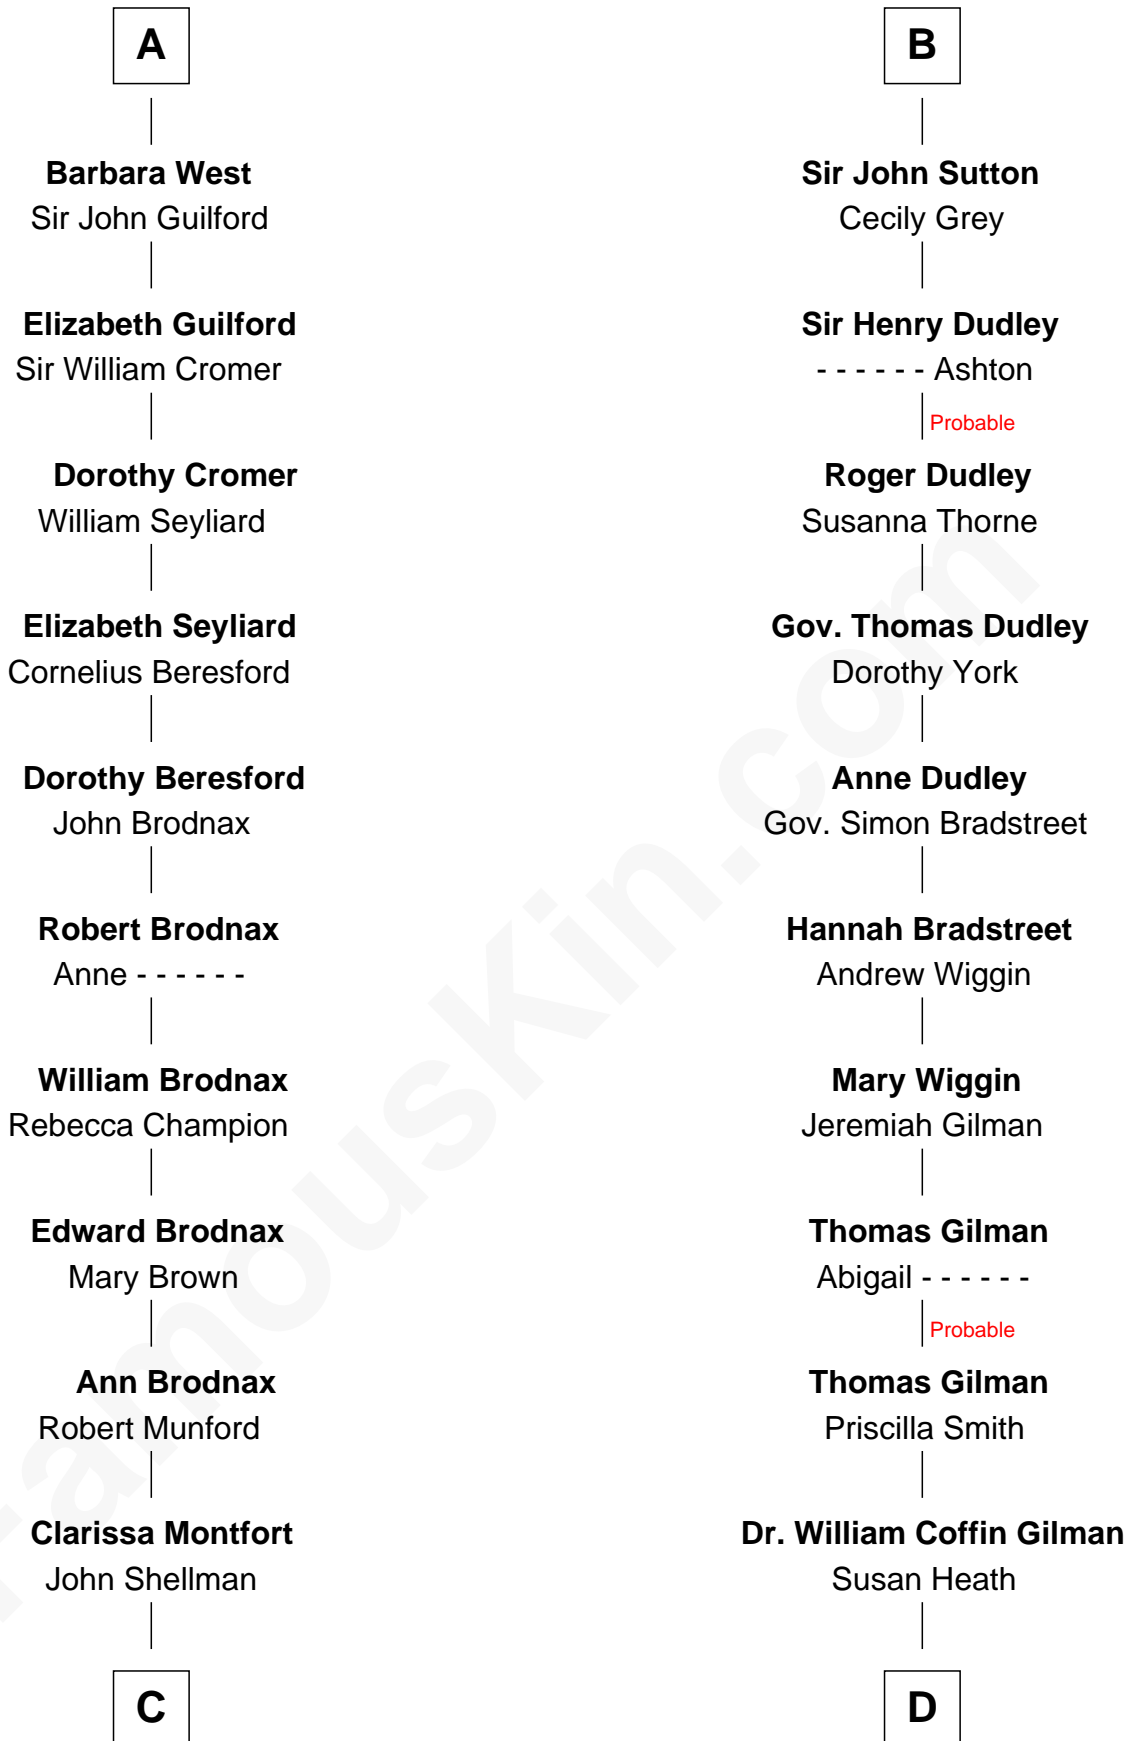 A
Barbara West
Sir John Guilford
Elizabeth Guilford
Sir William Cromer
Dorothy Cromer
William Seyliard
Elizabeth Seyliard
Cornelius Beresford
Dorothy Beresford
John Brodnax
Robert Brodnax
Anne - - - - - -
William Brodnax
Rebecca Champion
Edward Brodnax
Mary Brown
Ann Brodnax
Robert Munford
Clarissa Montfort
John Shellman
C
B
Sir John Sutton
Cecily Grey
Sir Henry Dudley
- - - - - - Ashton
Probable
Roger Dudley
Susanna Thorne
Gov. Thomas Dudley
Dorothy York
Anne Dudley
Gov. Simon Bradstreet
Hannah Bradstreet
Andrew Wiggin
Mary Wiggin
Jeremiah Gilman
Thomas Gilman
Abigail - - - - - -
Probable
Thomas Gilman
Priscilla Smith
Dr. William Coffin Gilman
Susan Heath
D
FamousKin.com